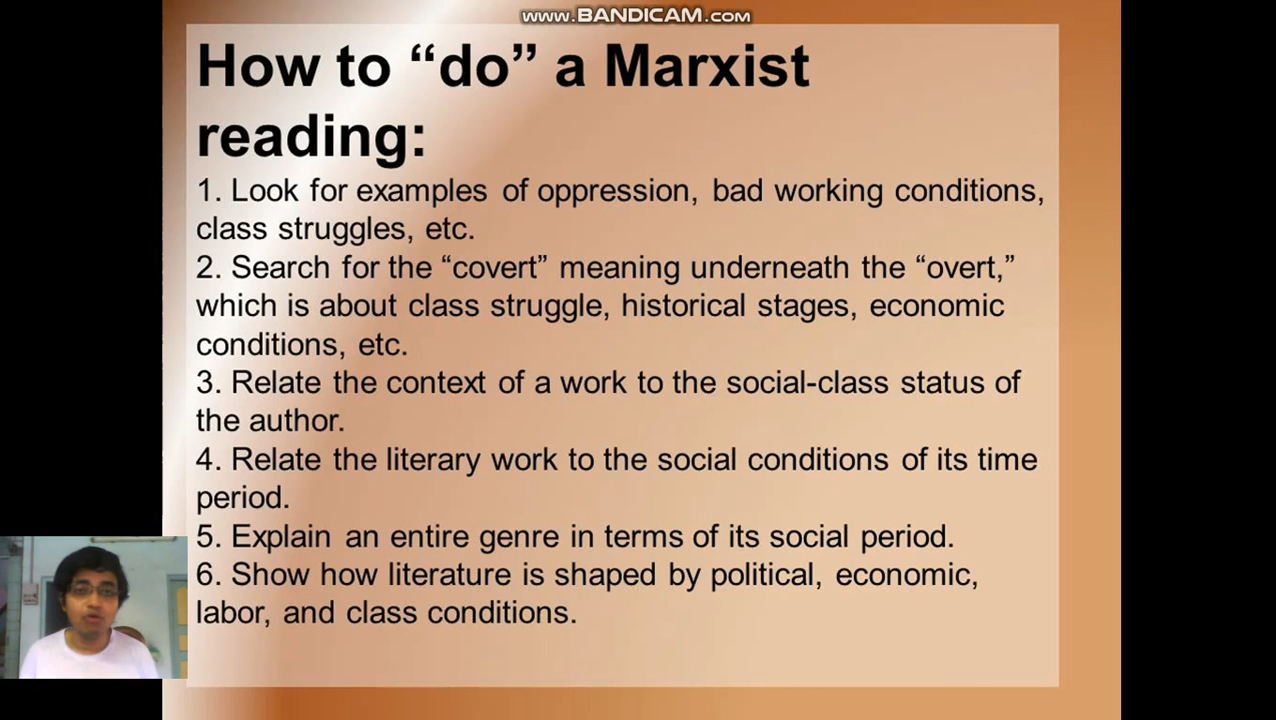 www.BANDICAM.com
How to “do” a Marxist
reading:
1. Look for examples of oppression, bad working conditions,
class struggles, etc.
2. Search for the “covert” meaning underneath the “overt,”
which is about class struggle, historical stages, economic
conditions, etc.
3. Relate the context of a work to the social-class status of
the author.
4. Relate the literary work to the social conditions of its time
period.
5. Explain an entire genre in terms of its social period.
6. Show how literature is shaped by political, economic,
labor, and class conditions.